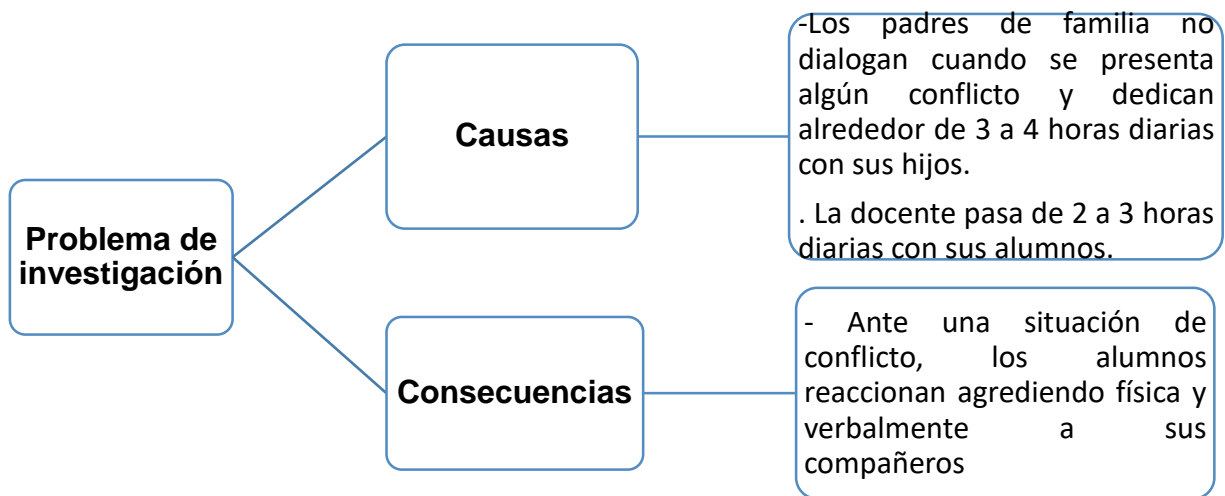 Problema de
investigación
Causas
-Los padres de familia no
dialogan cuando se presenta
algún conflicto y dedican
alrededor de 3 a 4 horas diarias
con sus hijos.
. La docente pasa de 2 a 3 horas
diarias con sus alumnos.
Consecuencias
- Ante una situación de
conflicto, los alumnos
reaccionan agrediendo física y
verbalmente a sus
compañeros